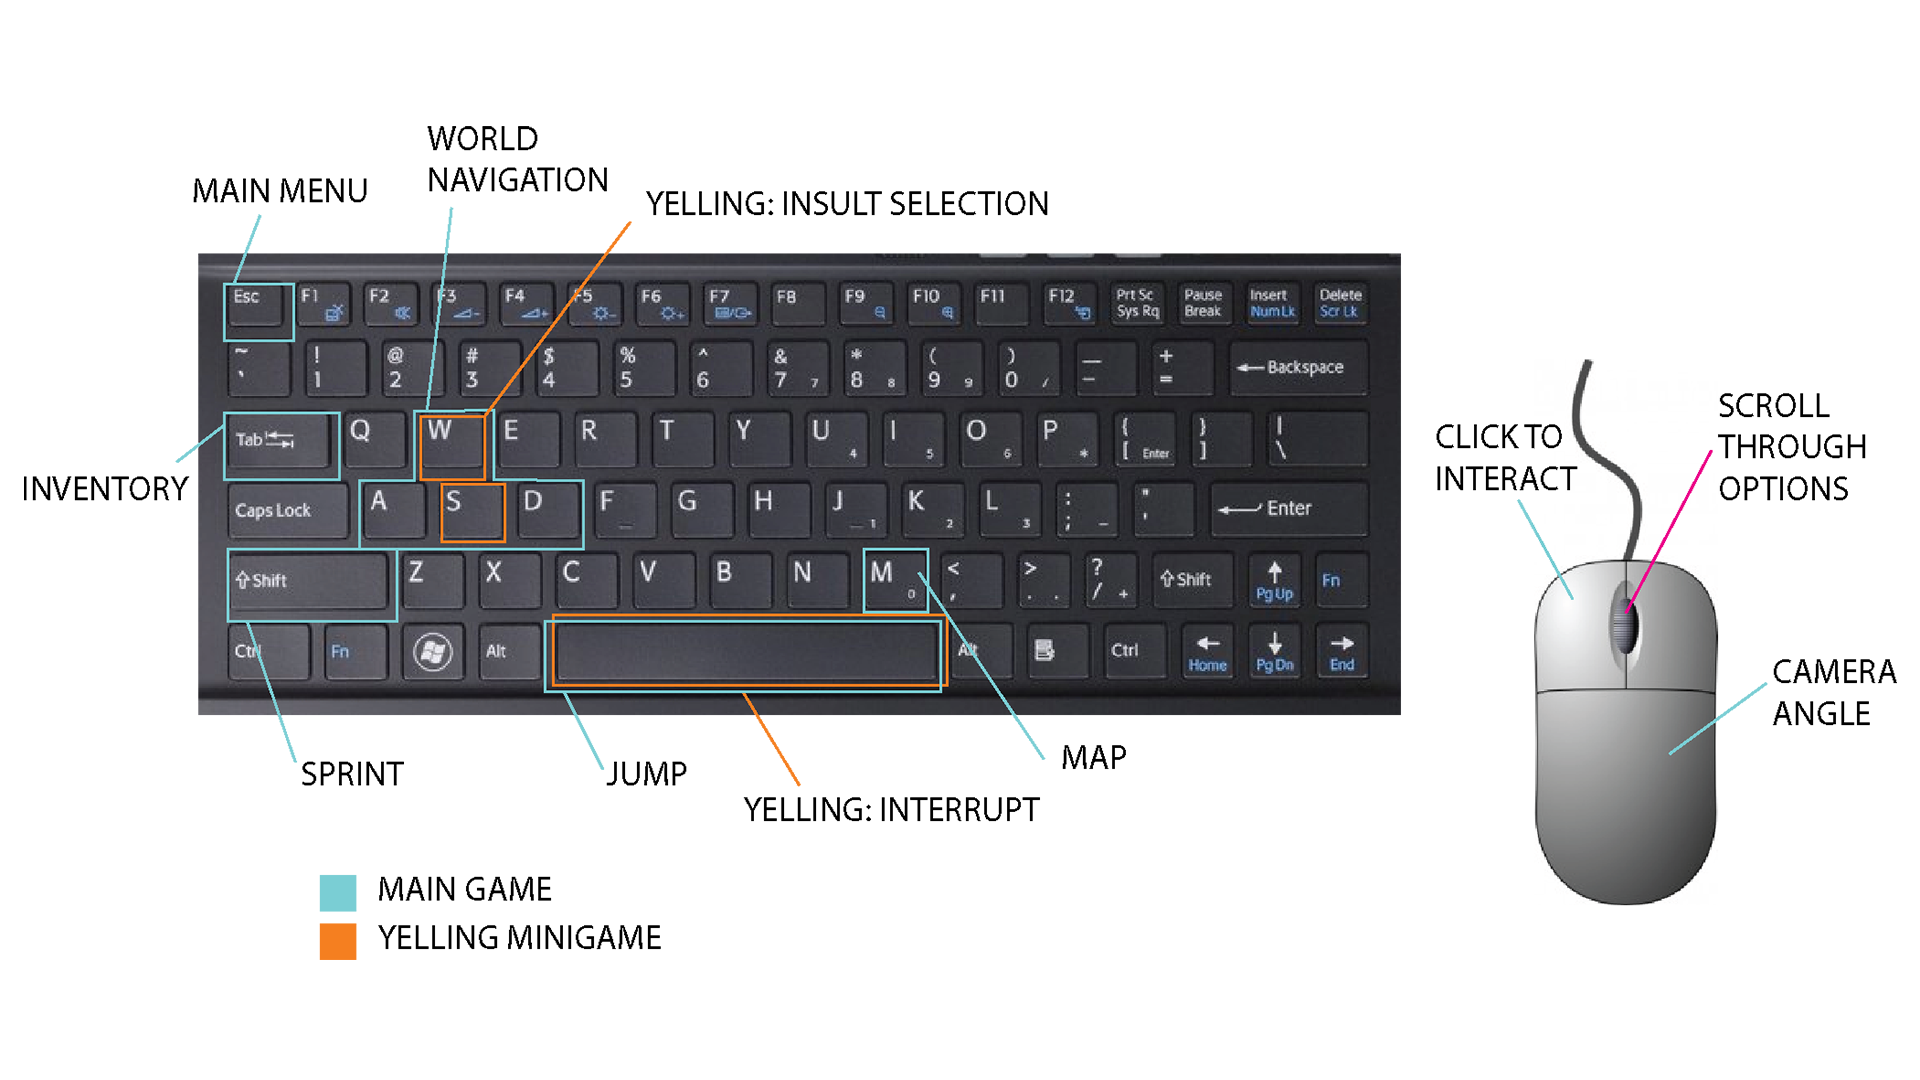 WORLD
NAVIGATION
MAIN MENU
YELLING: INSULT SELECTION
Esc F1 F2 F3 F4 F5 F6 F7 F8 F9 F10 F11 F12 Prt Sc Pause Insert Delete
Sys Rq Break Num Lk Scr Lk
~ ! @ # $ % ^ & * ( ) — +
` 1 2 3 4 5 6 7 7 8 8 9 9 0 / - =
← Backspace
Tab Q W E R T Y U 4 I 5 O 6 P * { [ Enter } ] | \
INVENTORY
Caps Lock A S D F _ G H J 1 K 2 L 3 : ; - " ' Enter
Shift Z X C V B N M 0 < , > . . ? / + Shift ↑ Pg Up Fn
Ctrl Fn Alt Alt Ctrl ← Home ↓ Pg Dn → End
SPRINT
JUMP
YELLING: INTERRUPT
MAP
MAIN GAME
YELLING MINIGAME
CLICK TO
INTERACT
SCROLL
THROUGH
OPTIONS
CAMERA
ANGLE